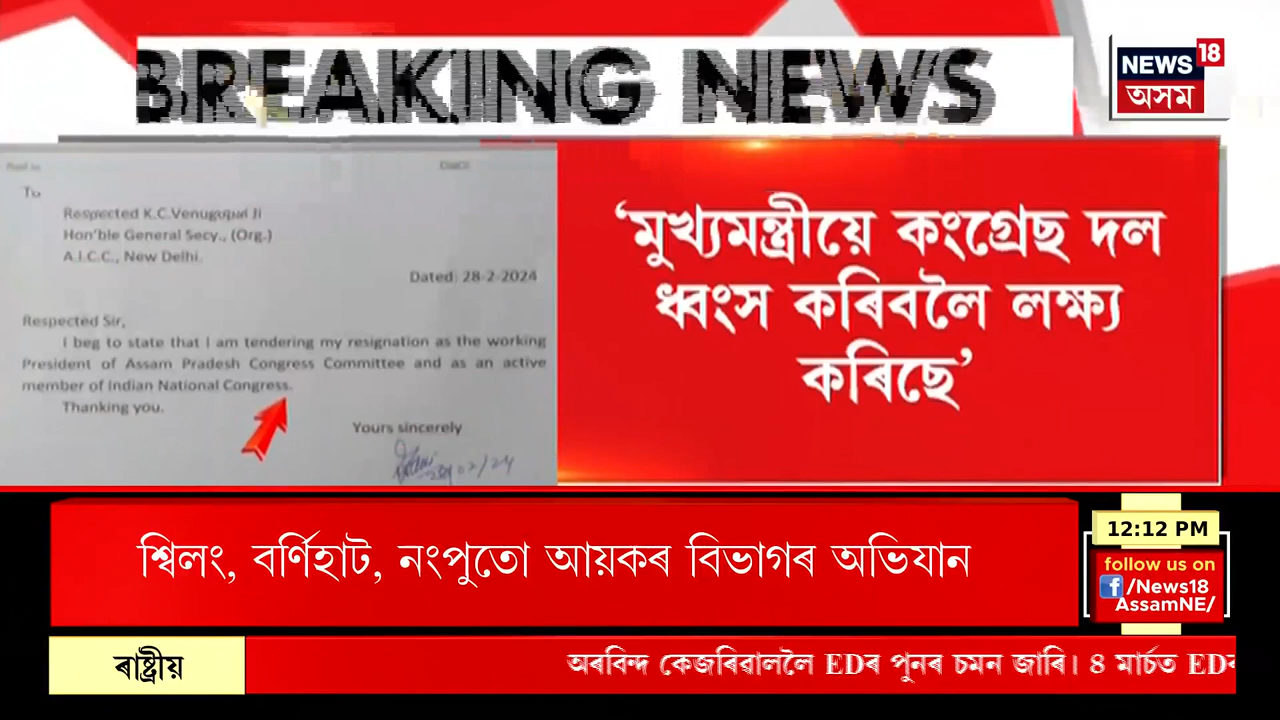 BREAKING NEWS
NEWS 18
অসম
To
Respected K.C.Venugopal Ji
Hon'ble General Secy., (Org.)
A.I.C.C., New Delhi.
Dated: 28-2-2024
Respected Sir,
I beg to state that I am tendering my resignation as the working
President of Assam Pradesh Congress Committee and as an active
member of Indian National Congress.
Thanking you.
Yours sincerely
‘মুখ্যমন্ত্ৰীয়ে কংগ্ৰেছ দল
ধ্বংস কৰিবলৈ লক্ষ্য
কৰিছে’
শ্বিলং, বৰ্ণিহাট, নংপুতো আয়কৰ বিভাগৰ অভিযান
12:12 PM
follow us on
/News18
AssamNE/
ৰাষ্ট্ৰীয়
অৰবিন্দ কেজৰিৱাললৈ EDৰ পুনৰ চমন জাৰি। ৪ মাৰ্চত EDৰ